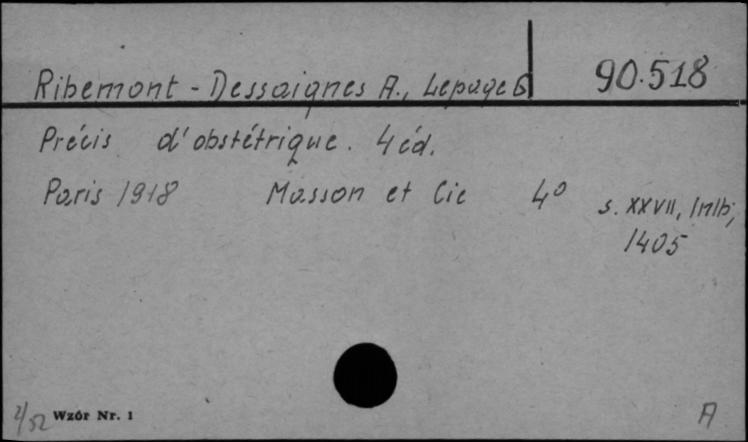 Ribemont-Dessaignes A., Lepage G 90.518
Précis d'obstétrique. 4 éd.
Paris 1918 Masson et Cie 4° s. XXVII, 1nlb,
1405
2/52 Wzór Nr. 1 A